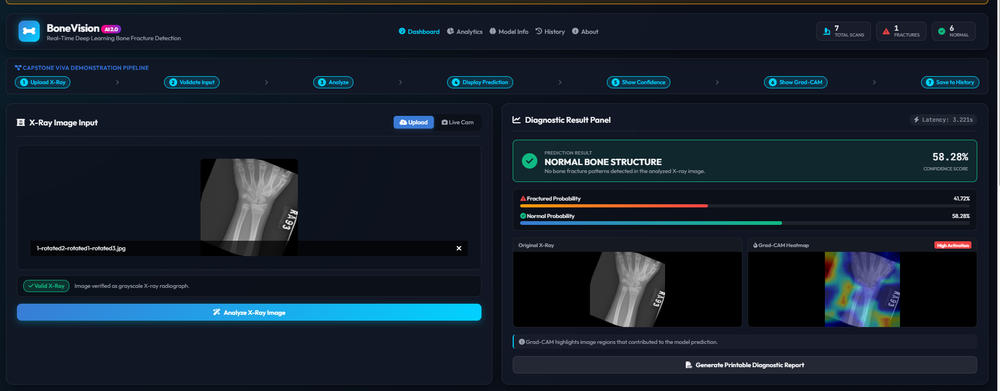 BoneVision AI 2.0
Real-Time Deep Learning Bone Fracture Detection
Dashboard Analytics Model Info History About
7 TOTAL SCANS
1 FRACTURES
6 NORMAL
CAPSTONE VIVA DEMONSTRATION PIPELINE
1 Upload X-Ray
2 Validate Input
3 Analyze
4 Display Prediction
5 Show Confidence
6 Show Grad-CAM
7 Save to History
X-Ray Image Input
Upload Live Cam
RA93
1-rotated2-rotated1-rotated3.jpg
Valid X-Ray Image verified as grayscale X-ray radiograph.
Analyze X-Ray Image
Diagnostic Result Panel
Latency: 3.221s
PREDICTION RESULT
NORMAL BONE STRUCTURE
No bone fracture patterns detected in the analyzed X-ray image.
58.28%
CONFIDENCE SCORE
Fractured Probability 41.72%
Normal Probability 58.28%
Original X-Ray
RA93
Grad-CAM Heatmap High Activation
RA93
Grad-CAM highlights image regions that contributed to the model prediction.
PDF
Generate Printable Diagnostic Report